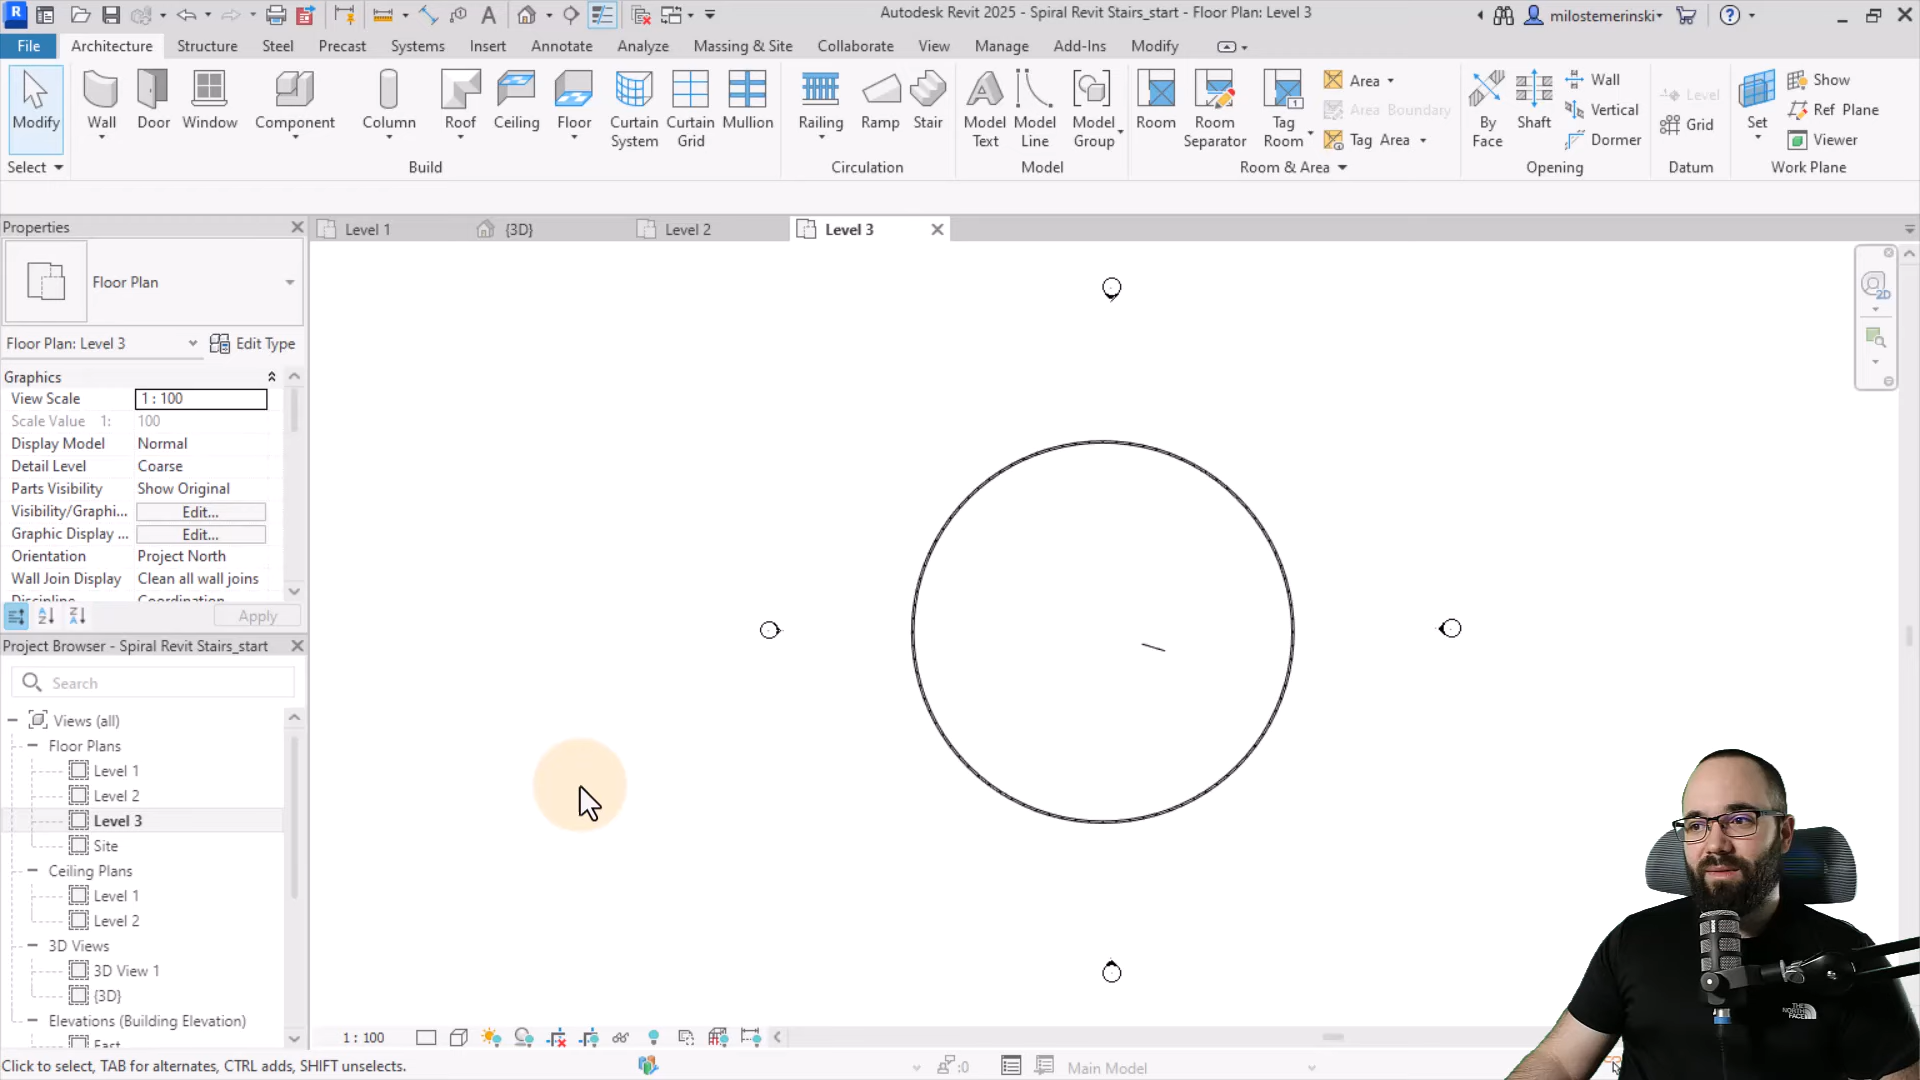 Autodesk Revit 2025 - Spiral Revit Stairs_start - Floor Plan: Level 3
milostemerinski
File Architecture Structure Steel Precast Systems Insert Annotate Analyze Massing & Site Collaborate View Manage Add-Ins Modify
Modify Wall Door Window Component Column Roof Ceiling Floor Curtain System Curtain Grid Mullion Railing Ramp Stair Model Text Model Line Model Group Room Room Separator Tag Room
Area
Area Boundary
Tag Area
By Face Shaft
Wall
Vertical
Dormer
Level
Grid
Set
Show
Ref Plane
Viewer
Select Build Circulation Model Room & Area Opening Datum Work Plane
Properties
Level 1 {3D} Level 2 Level 3
Floor Plan
Floor Plan: Level 3 Edit Type
Graphics
View Scale 1 : 100
Scale Value 1: 100
Display Model Normal
Detail Level Coarse
Parts Visibility Show Original
Visibility/Graphi... Edit...
Graphic Display ... Edit...
Orientation Project North
Wall Join Display Clean all wall joins
Discipline Coordination
Apply
Project Browser - Spiral Revit Stairs_start
Search
Views (all)
Floor Plans
Level 1
Level 2
Level 3
Site
Ceiling Plans
Level 1
Level 2
3D Views
3D View 1
{3D}
Elevations (Building Elevation)
East
1 : 100
Click to select, TAB for alternates, CTRL adds, SHIFT unselects.
:0
Main Model
2D
THE
NORTH
FACE